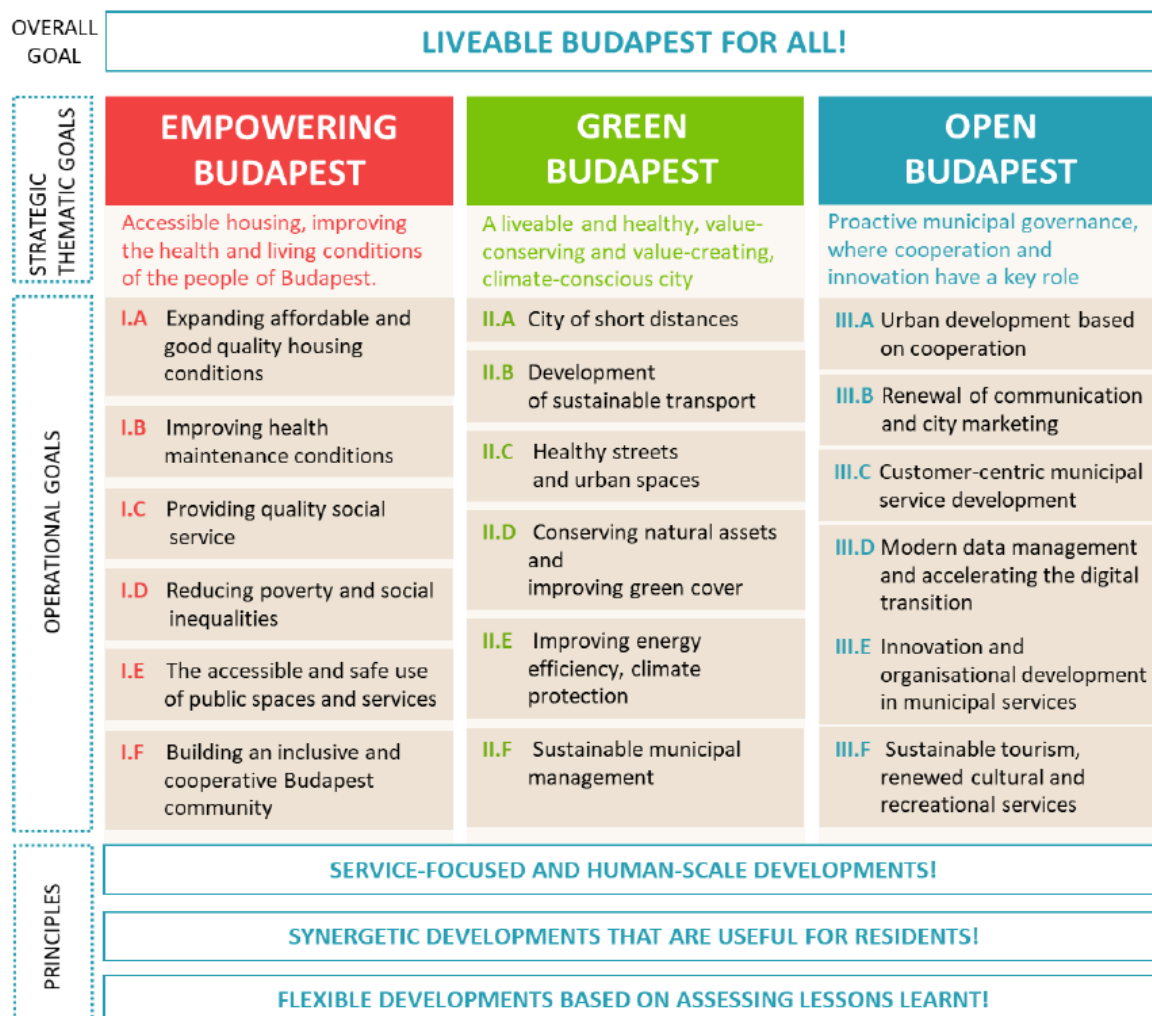 OVERALL
GOAL
LIVEABLE BUDAPEST FOR ALL!
STRATEGIC
THEMATIC GOALS
EMPOWERING
BUDAPEST
Accessible housing, improving
the health and living conditions
of the people of Budapest.
GREEN
BUDAPEST
A liveable and healthy, value-
conserving and value-creating,
climate-conscious city
OPEN
BUDAPEST
Proactive municipal governance,
where cooperation and
innovation have a key role
OPERATIONAL GOALS
I.A Expanding affordable and
good quality housing
conditions
I.B Improving health
maintenance conditions
I.C Providing quality social
service
I.D Reducing poverty and social
inequalities
I.E The accessible and safe use
of public spaces and services
I.F Building an inclusive and
cooperative Budapest
community
II.A City of short distances
II.B Development
of sustainable transport
II.C Healthy streets
and urban spaces
II.D Conserving natural assets
and
improving green cover
II.E Improving energy
efficiency, climate
protection
II.F Sustainable municipal
management
III.A Urban development based
on cooperation
III.B Renewal of communication
and city marketing
III.C Customer-centric municipal
service development
III.D Modern data management
and accelerating the digital
transition
III.E Innovation and
organisational development
in municipal services
III.F Sustainable tourism,
renewed cultural and
recreational services
PRINCIPLES
SERVICE-FOCUSED AND HUMAN-SCALE DEVELOPMENTS!
SYNERGETIC DEVELOPMENTS THAT ARE USEFUL FOR RESIDENTS!
FLEXIBLE DEVELOPMENTS BASED ON ASSESSING LESSONS LEARNT!